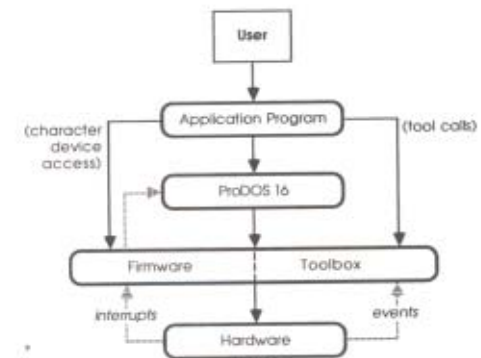 User
Application Program
(character
device
access)
(tool calls)
ProDOS 16
Firmware
Toolbox
interrupts
events
Hardware